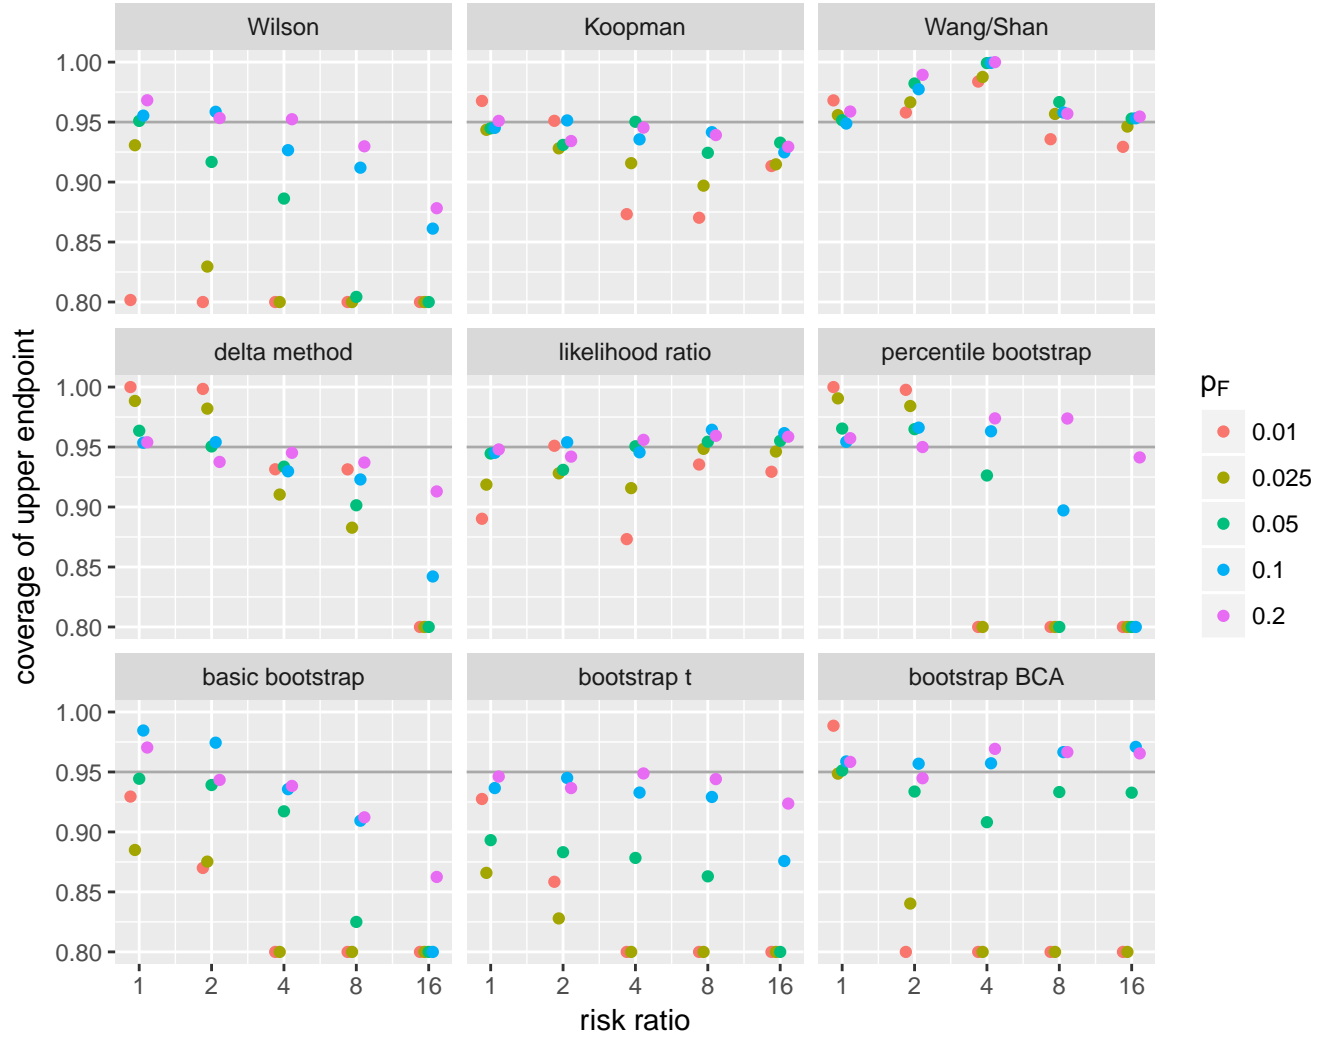 Wilson
Koopman
Wang/Shan
1.00
0.95
0.90
0.85
0.80
delta method
likelihood ratio
percentile bootstrap
1.00
0.95
0.90
0.85
0.80
basic bootstrap
bootstrap t
bootstrap BCA
1.00
0.95
0.90
0.85
0.80
1 2 4 8 16
1 2 4 8 16
1 2 4 8 16
risk ratio
coverage of upper endpoint
pF
0.01
0.025
0.05
0.1
0.2